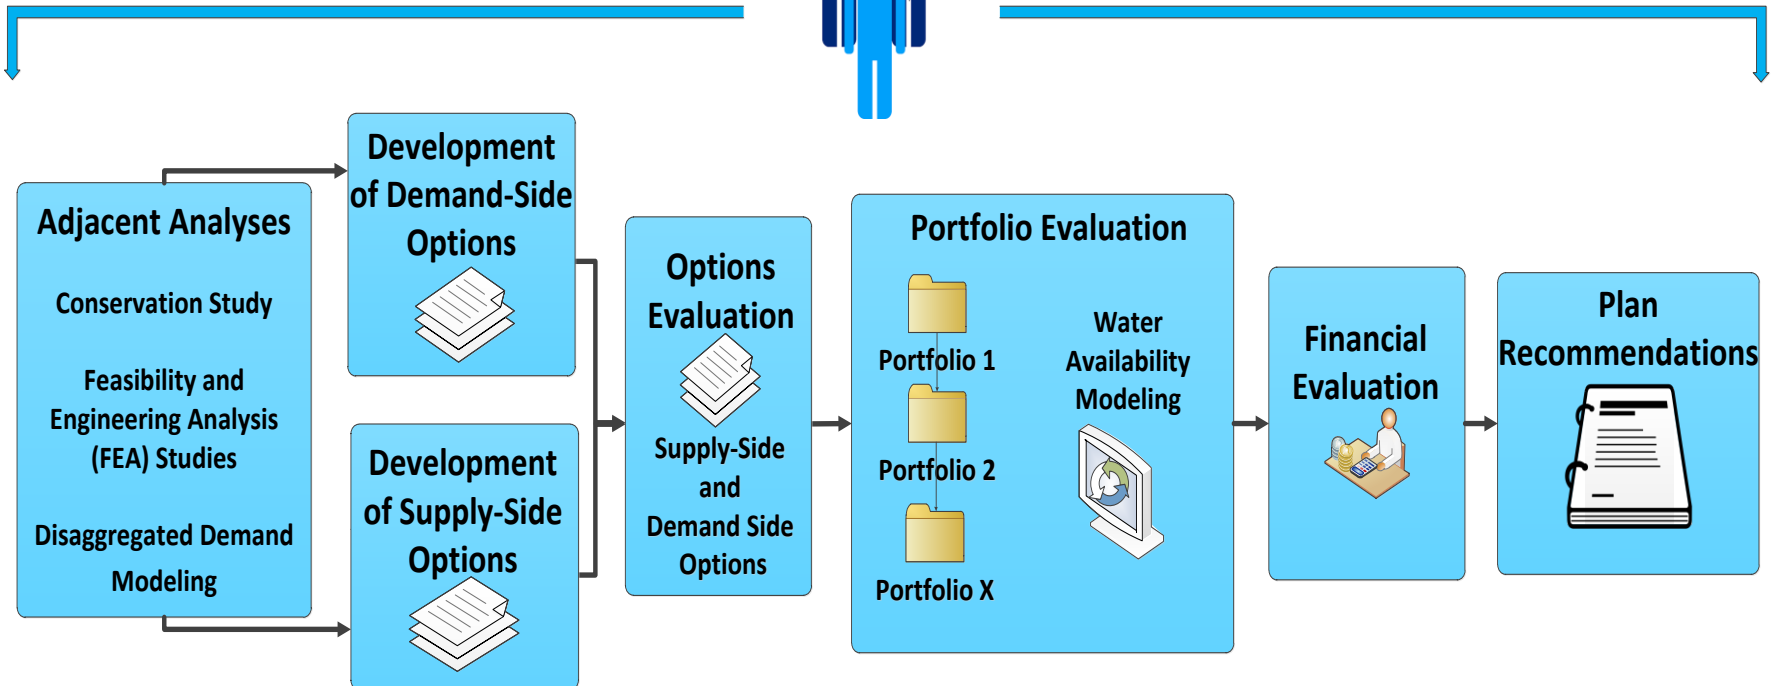 Adjacent Analyses
Conservation Study
Feasibility and
Engineering Analysis
(FEA) Studies
Disaggregated Demand
Modeling
Development
of Demand-Side
Options
Development
of Supply-Side
Options
Options
Evaluation
Supply-Side
and
Demand Side
Options
Portfolio Evaluation
Portfolio 1
Portfolio 2
Portfolio X
Water
Availability
Modeling
Financial
Evaluation
Plan
Recommendations